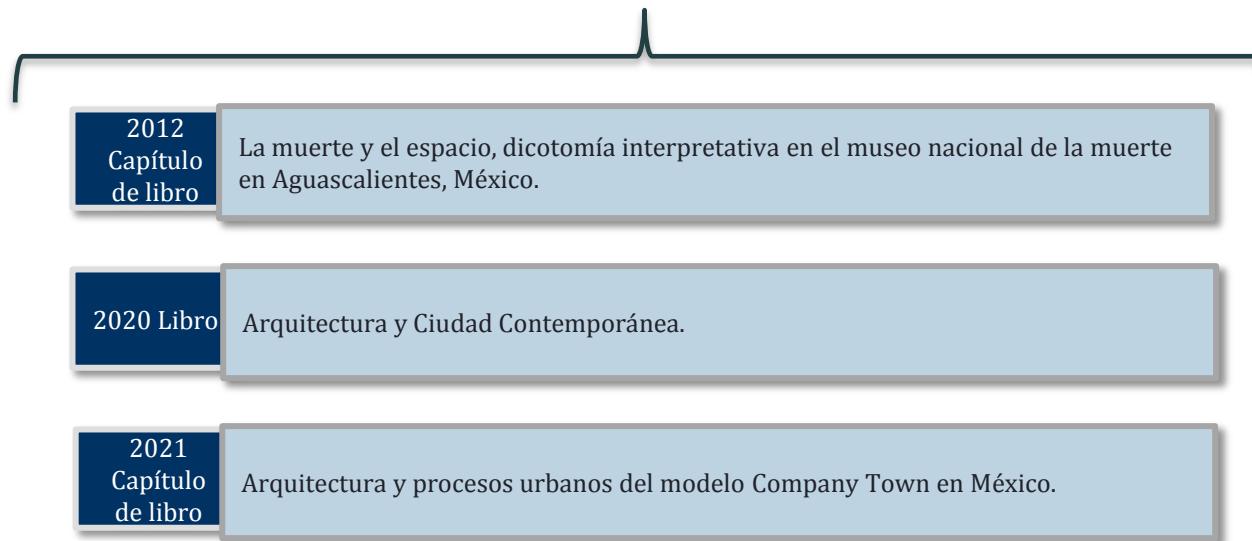 2012
Capítulo
de libro
La muerte y el espacio, dicotomía interpretativa en el museo nacional de la muerte
en Aguascalientes, México.
2020 Libro
Arquitectura y Ciudad Contemporánea.
2021
Capítulo
de libro
Arquitectura y procesos urbanos del modelo Company Town en México.